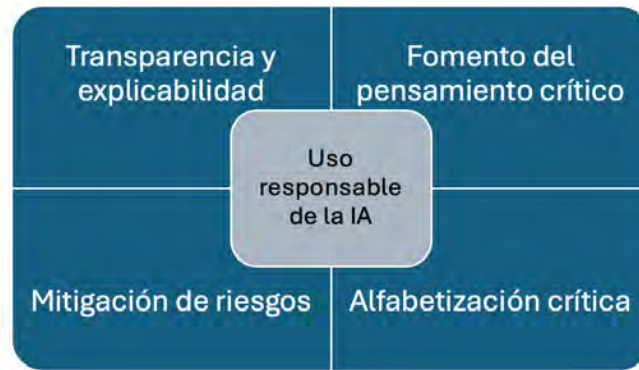 Transparencia y
explicabilidad
Fomento del
pensamiento crítico
Uso
responsable
de la IA
Mitigación de riesgos
Alfabetización crítica